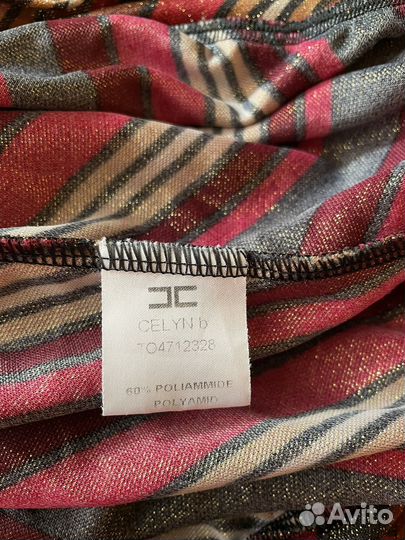 CELYN b
TO4712328
60% POLIAMMIDE
POLYAMID
Avito